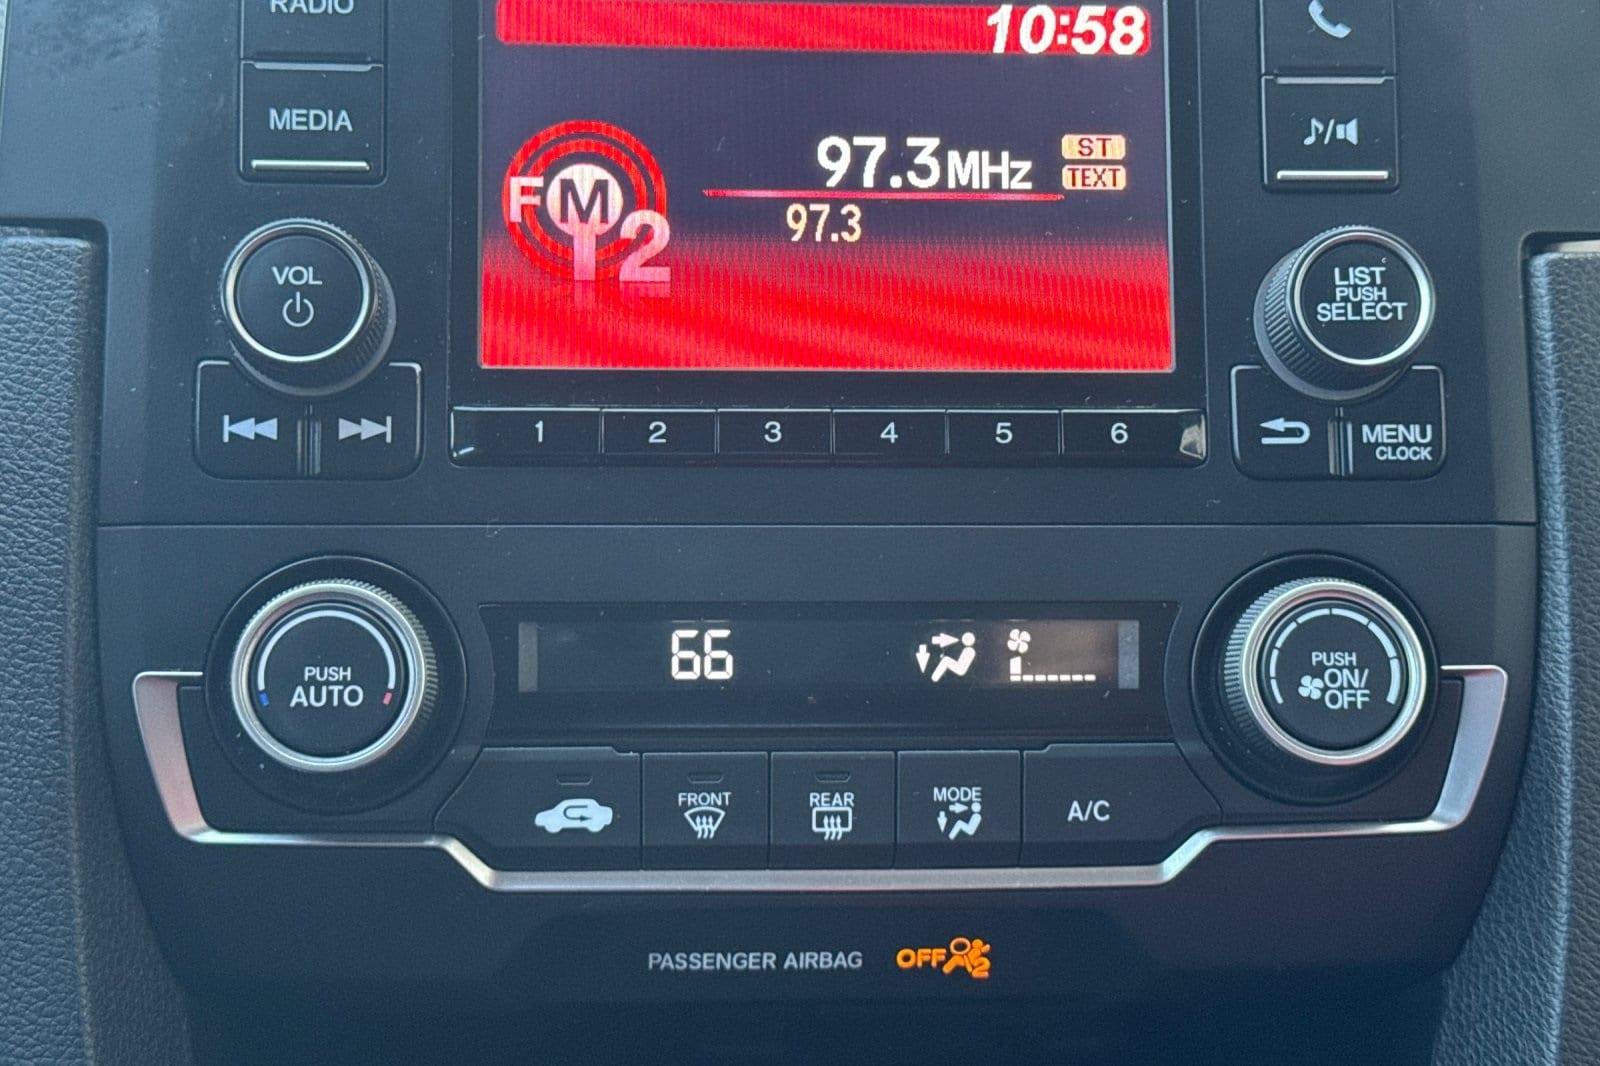 RADIO
10:58
MEDIA
97.3MHz
ST
TEXT
FM
2
97.3
VOL
LIST
PUSH
SELECT
1 2 3 4 5 6
MENU
CLOCK
66
PUSH
AUTO
PUSH
ON/
OFF
FRONT
REAR
MODE
A/C
PASSENGER AIRBAG OFF
2